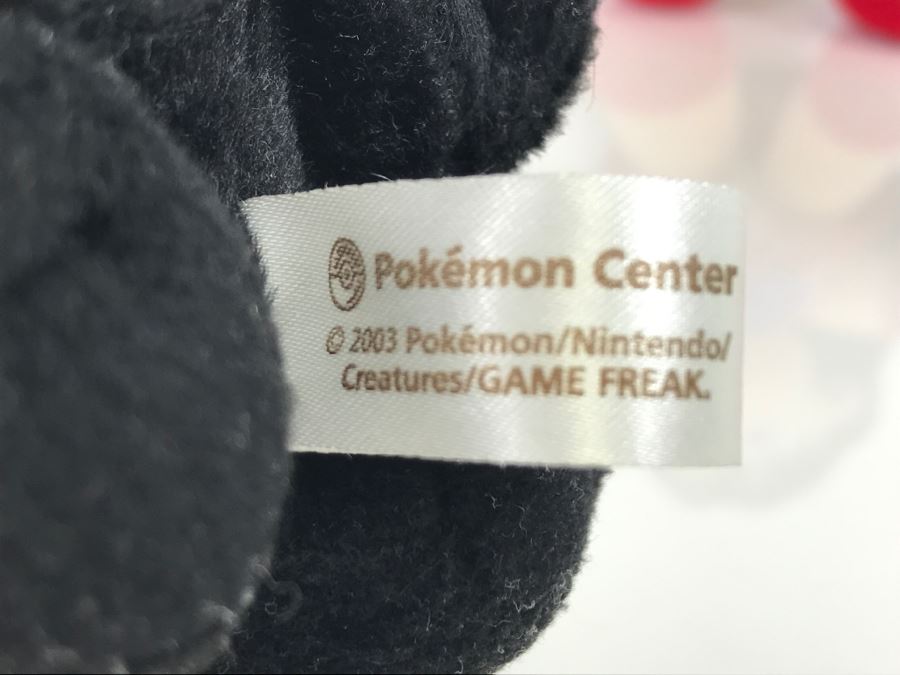 Pokémon Center
© 2003 Pokémon/Nintendo/
Creatures/GAME FREAK.